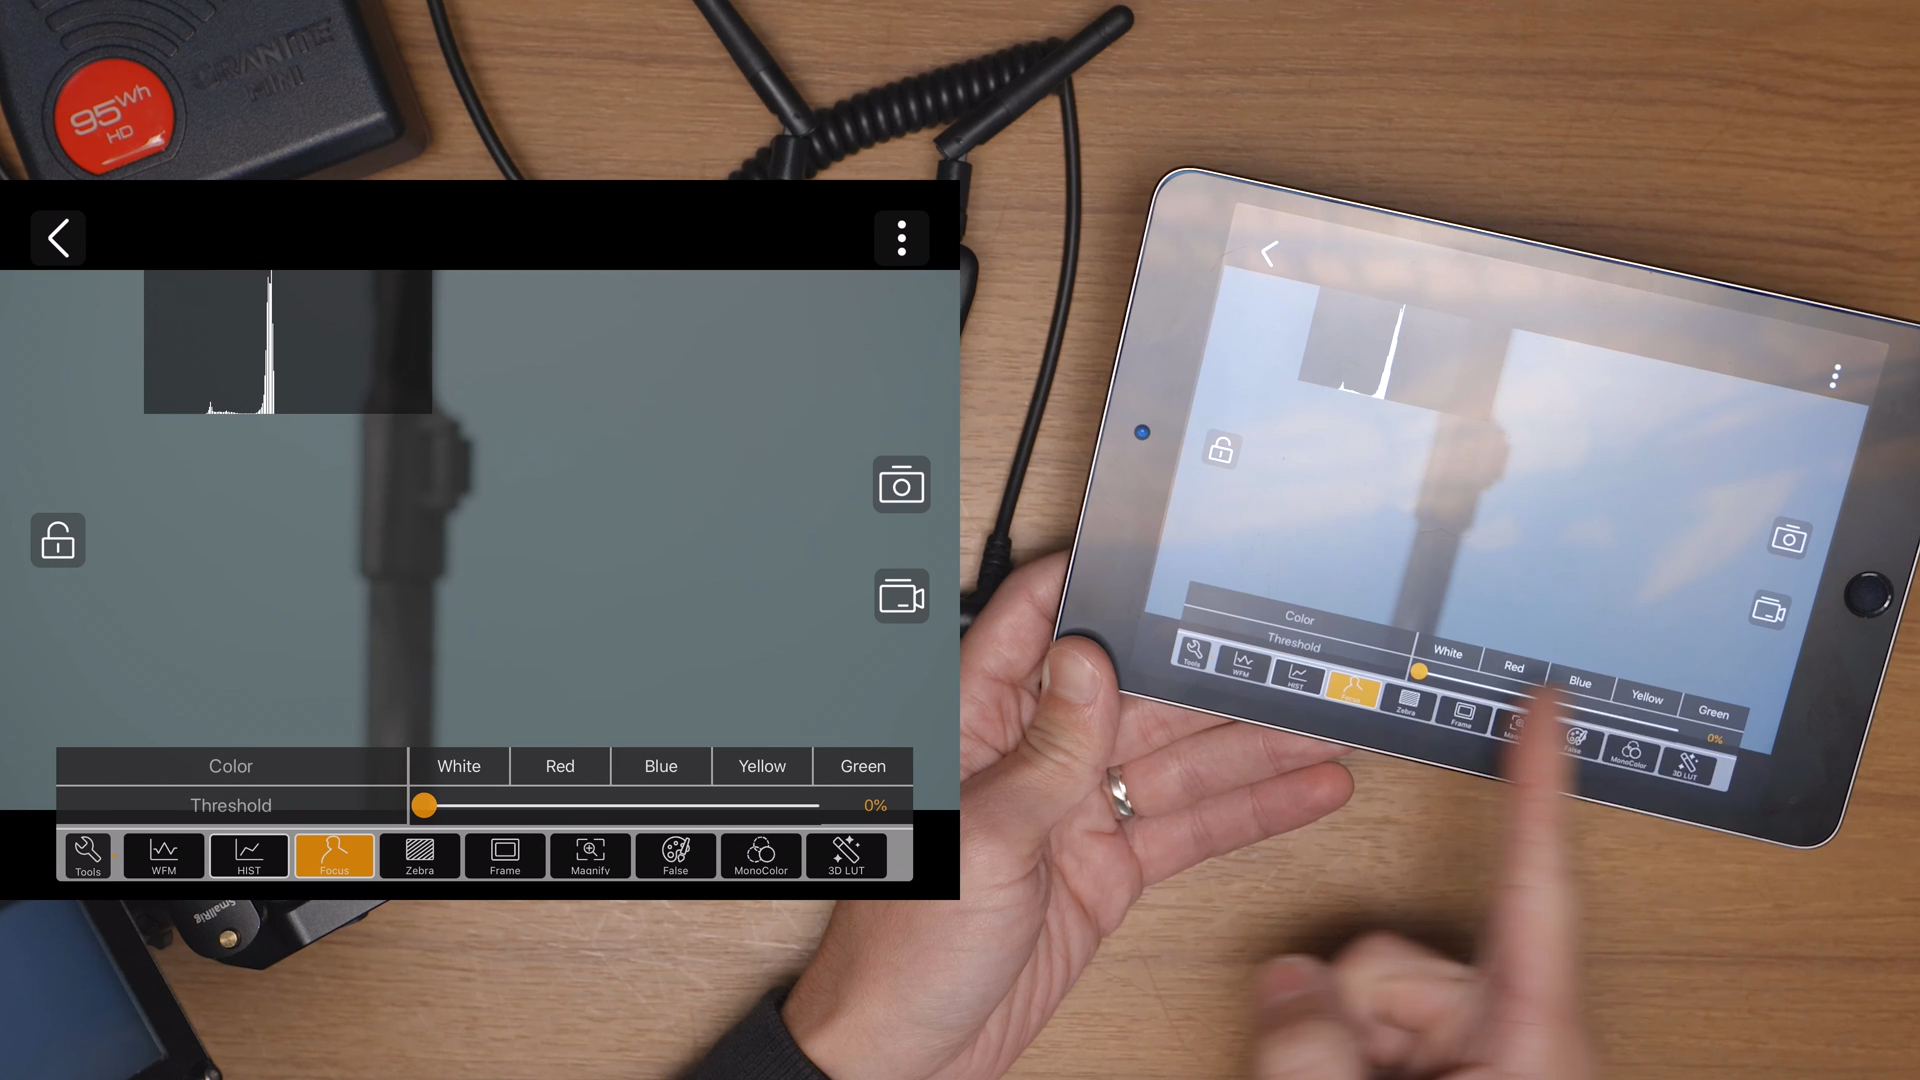 GRANITE
MINI
95Wh
HD
Color White Red Blue Yellow Green
Threshold 0%
Tools WFM HIST Focus Zebra Frame Magnify False MonoColor 3D LUT
SmallRig
Color White Red Blue Yellow Green
Threshold 0%
Tools WFM HIST Focus Zebra Frame False MonoColor 3D LUT